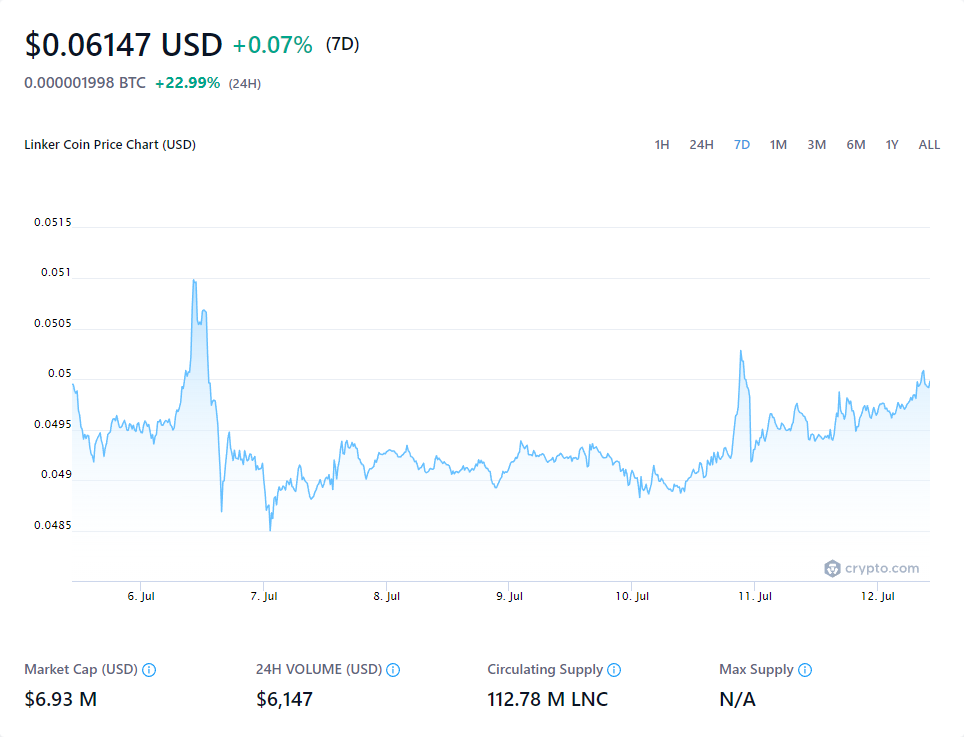 $0.06147 USD +0.07% (7D)
0.000001998 BTC +22.99% (24H)
Linker Coin Price Chart (USD) 1H 24H 7D 1M 3M 6M 1Y ALL
0.0515
0.051
0.0505
0.05
0.0495
0.049
0.0485
crypto.com
6. Jul 7. Jul 8. Jul 9. Jul 10. Jul 11. Jul 12. Jul
Market Cap (USD) 24H VOLUME (USD) Circulating Supply Max Supply
$6.93 M $6,147 112.78 M LNC N/A